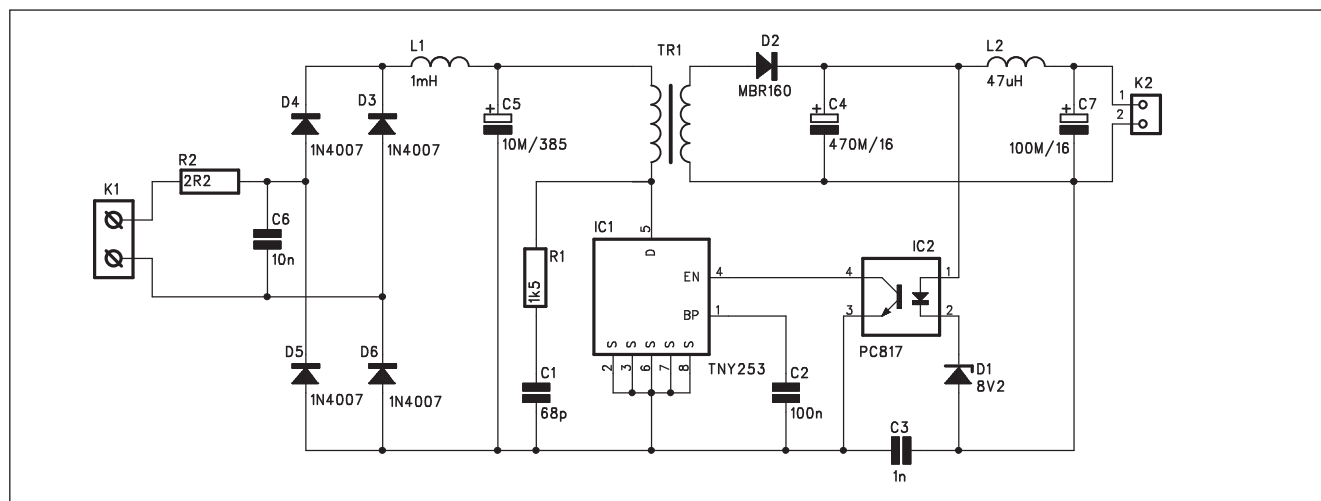 L1
1mH
TR1
D2
MBR160
L2
47uH
K2
1
2
D4
1N4007
D3
1N4007
+
C5
10M/385
+
C4
470M/16
+
C7
100M/16
R2
2R2
K1
C6
10n
IC1
5
D
EN
4
BP
1
S S S S S
2 3 6 7 8
TNY253
R1
1k5
IC2
4
3
1
2
PC817
D5
1N4007
D6
1N4007
C1
68p
C2
100n
D1
8V2
C3
1n